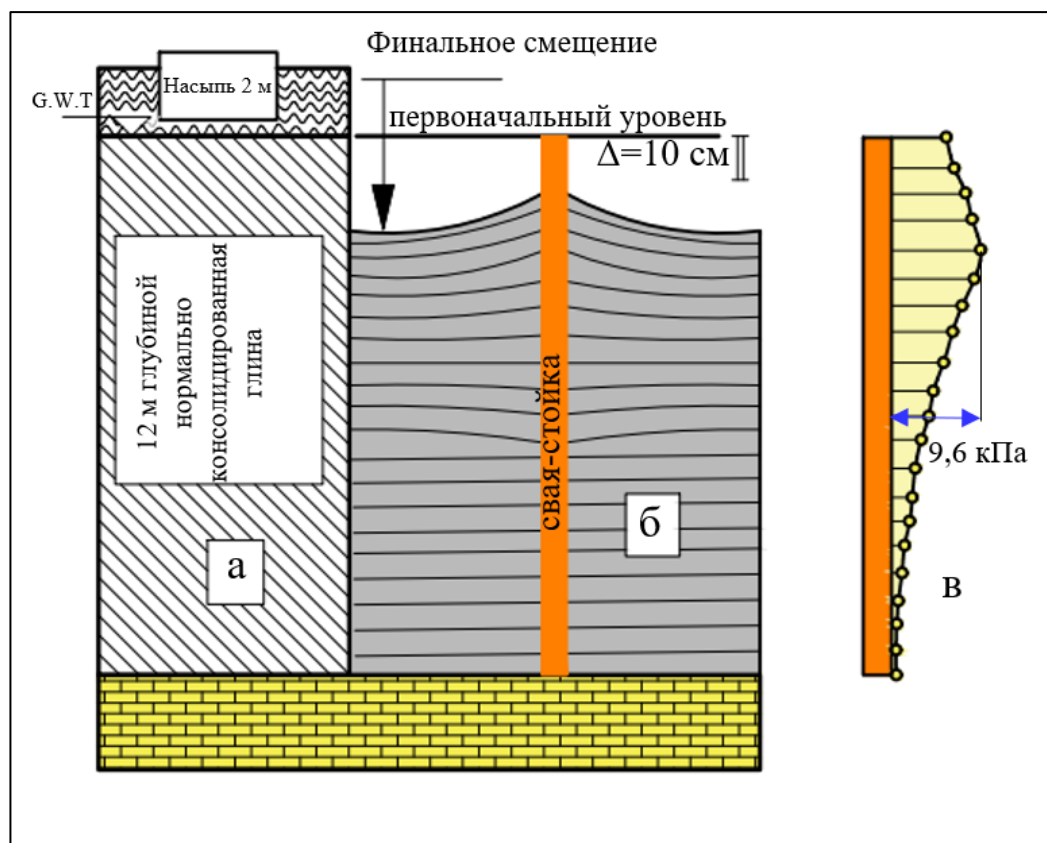 Финальное смещение
Насыпь 2 м
G.W.T
первоначальный уровень
Δ=10 см
12 м глубиной
нормально
консолидированная
глина
свая-стойка
9,6 кПа
а
б
в